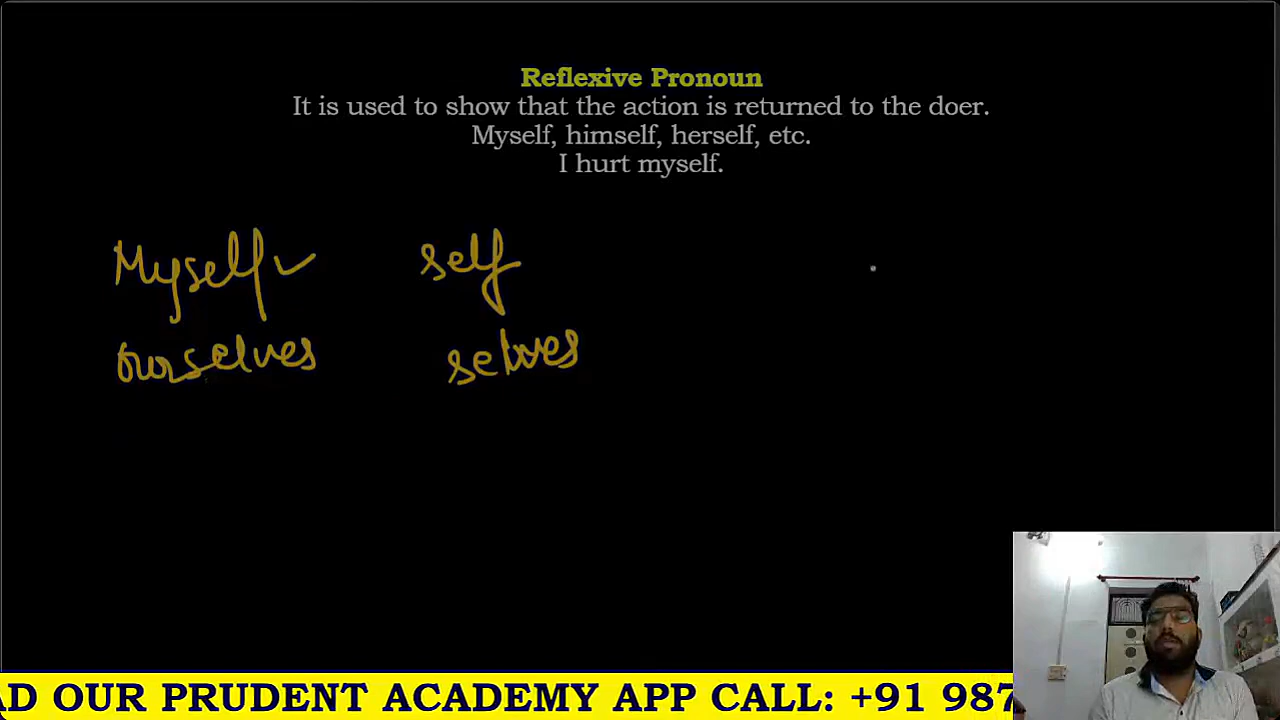 Reflexive Pronoun
It is used to show that the action is returned to the doer.
Myself, himself, herself, etc.
I hurt myself.
Myself self
ourselves selves
AD OUR PRUDENT ACADEMY APP CALL: +91 987